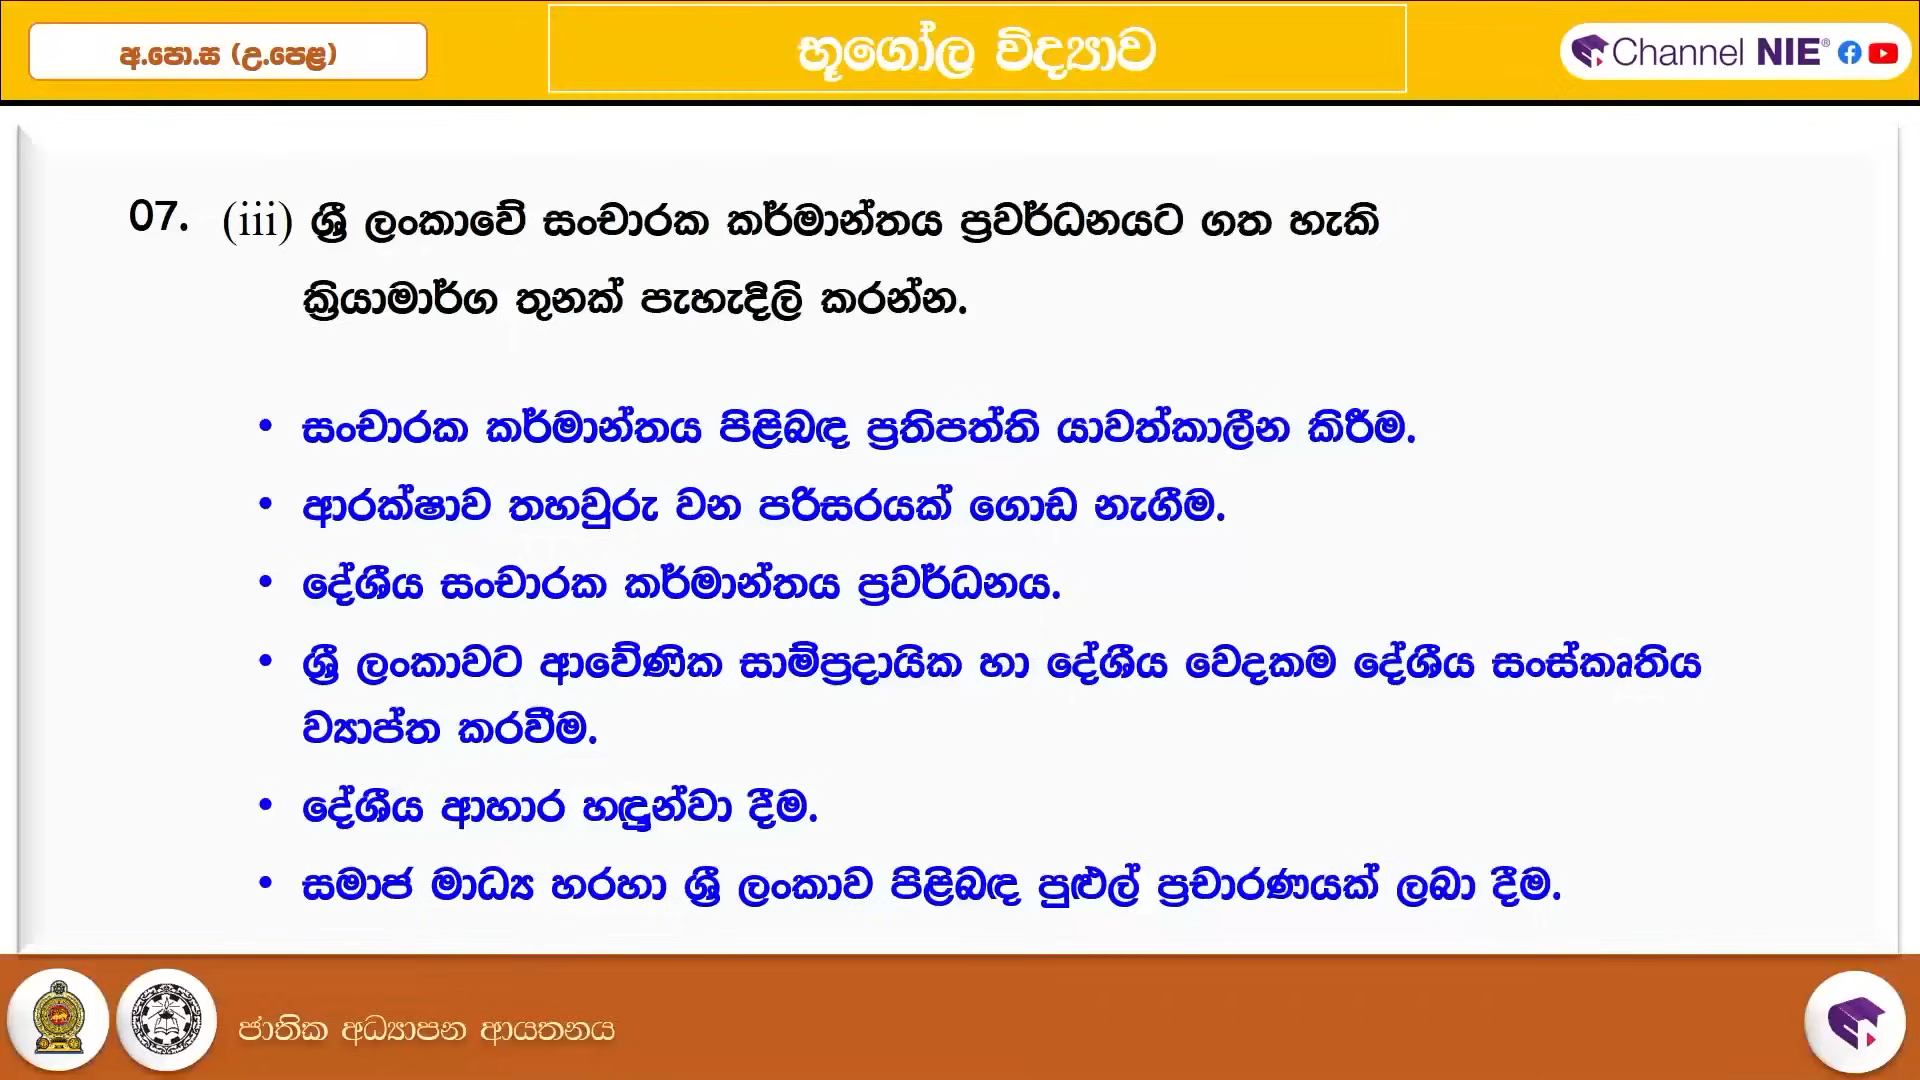 අ.පො.ස (උ.පෙළ)
භූගෝල විද්‍යාව
Channel NIE®
07. (iii) ශ්‍රී ලංකාවේ සංචාරක කර්මාන්තය ප්‍රවර්ධනයට ගත හැකි
ක්‍රියාමාර්ග තුනක් පැහැදිලි කරන්න.
• සංචාරක කර්මාන්තය පිළිබඳ ප්‍රතිපත්ති යාවත්කාලීන කිරීම.
• ආරක්ෂාව තහවුරු වන පරිසරයක් ගොඩ නැගීම.
• දේශීය සංචාරක කර්මාන්තය ප්‍රවර්ධනය.
• ශ්‍රී ලංකාවට ආවේණික සාම්ප්‍රදායික හා දේශීය වෙදකම දේශීය සංස්කෘතිය
ව්‍යාප්ත කරවීම.
• දේශීය ආහාර හඳුන්වා දීම.
• සමාජ මාධ්‍ය හරහා ශ්‍රී ලංකාව පිළිබඳ පුළුල් ප්‍රචාරණයක් ලබා දීම.
ජාතික අධ්‍යාපන ආයතනය